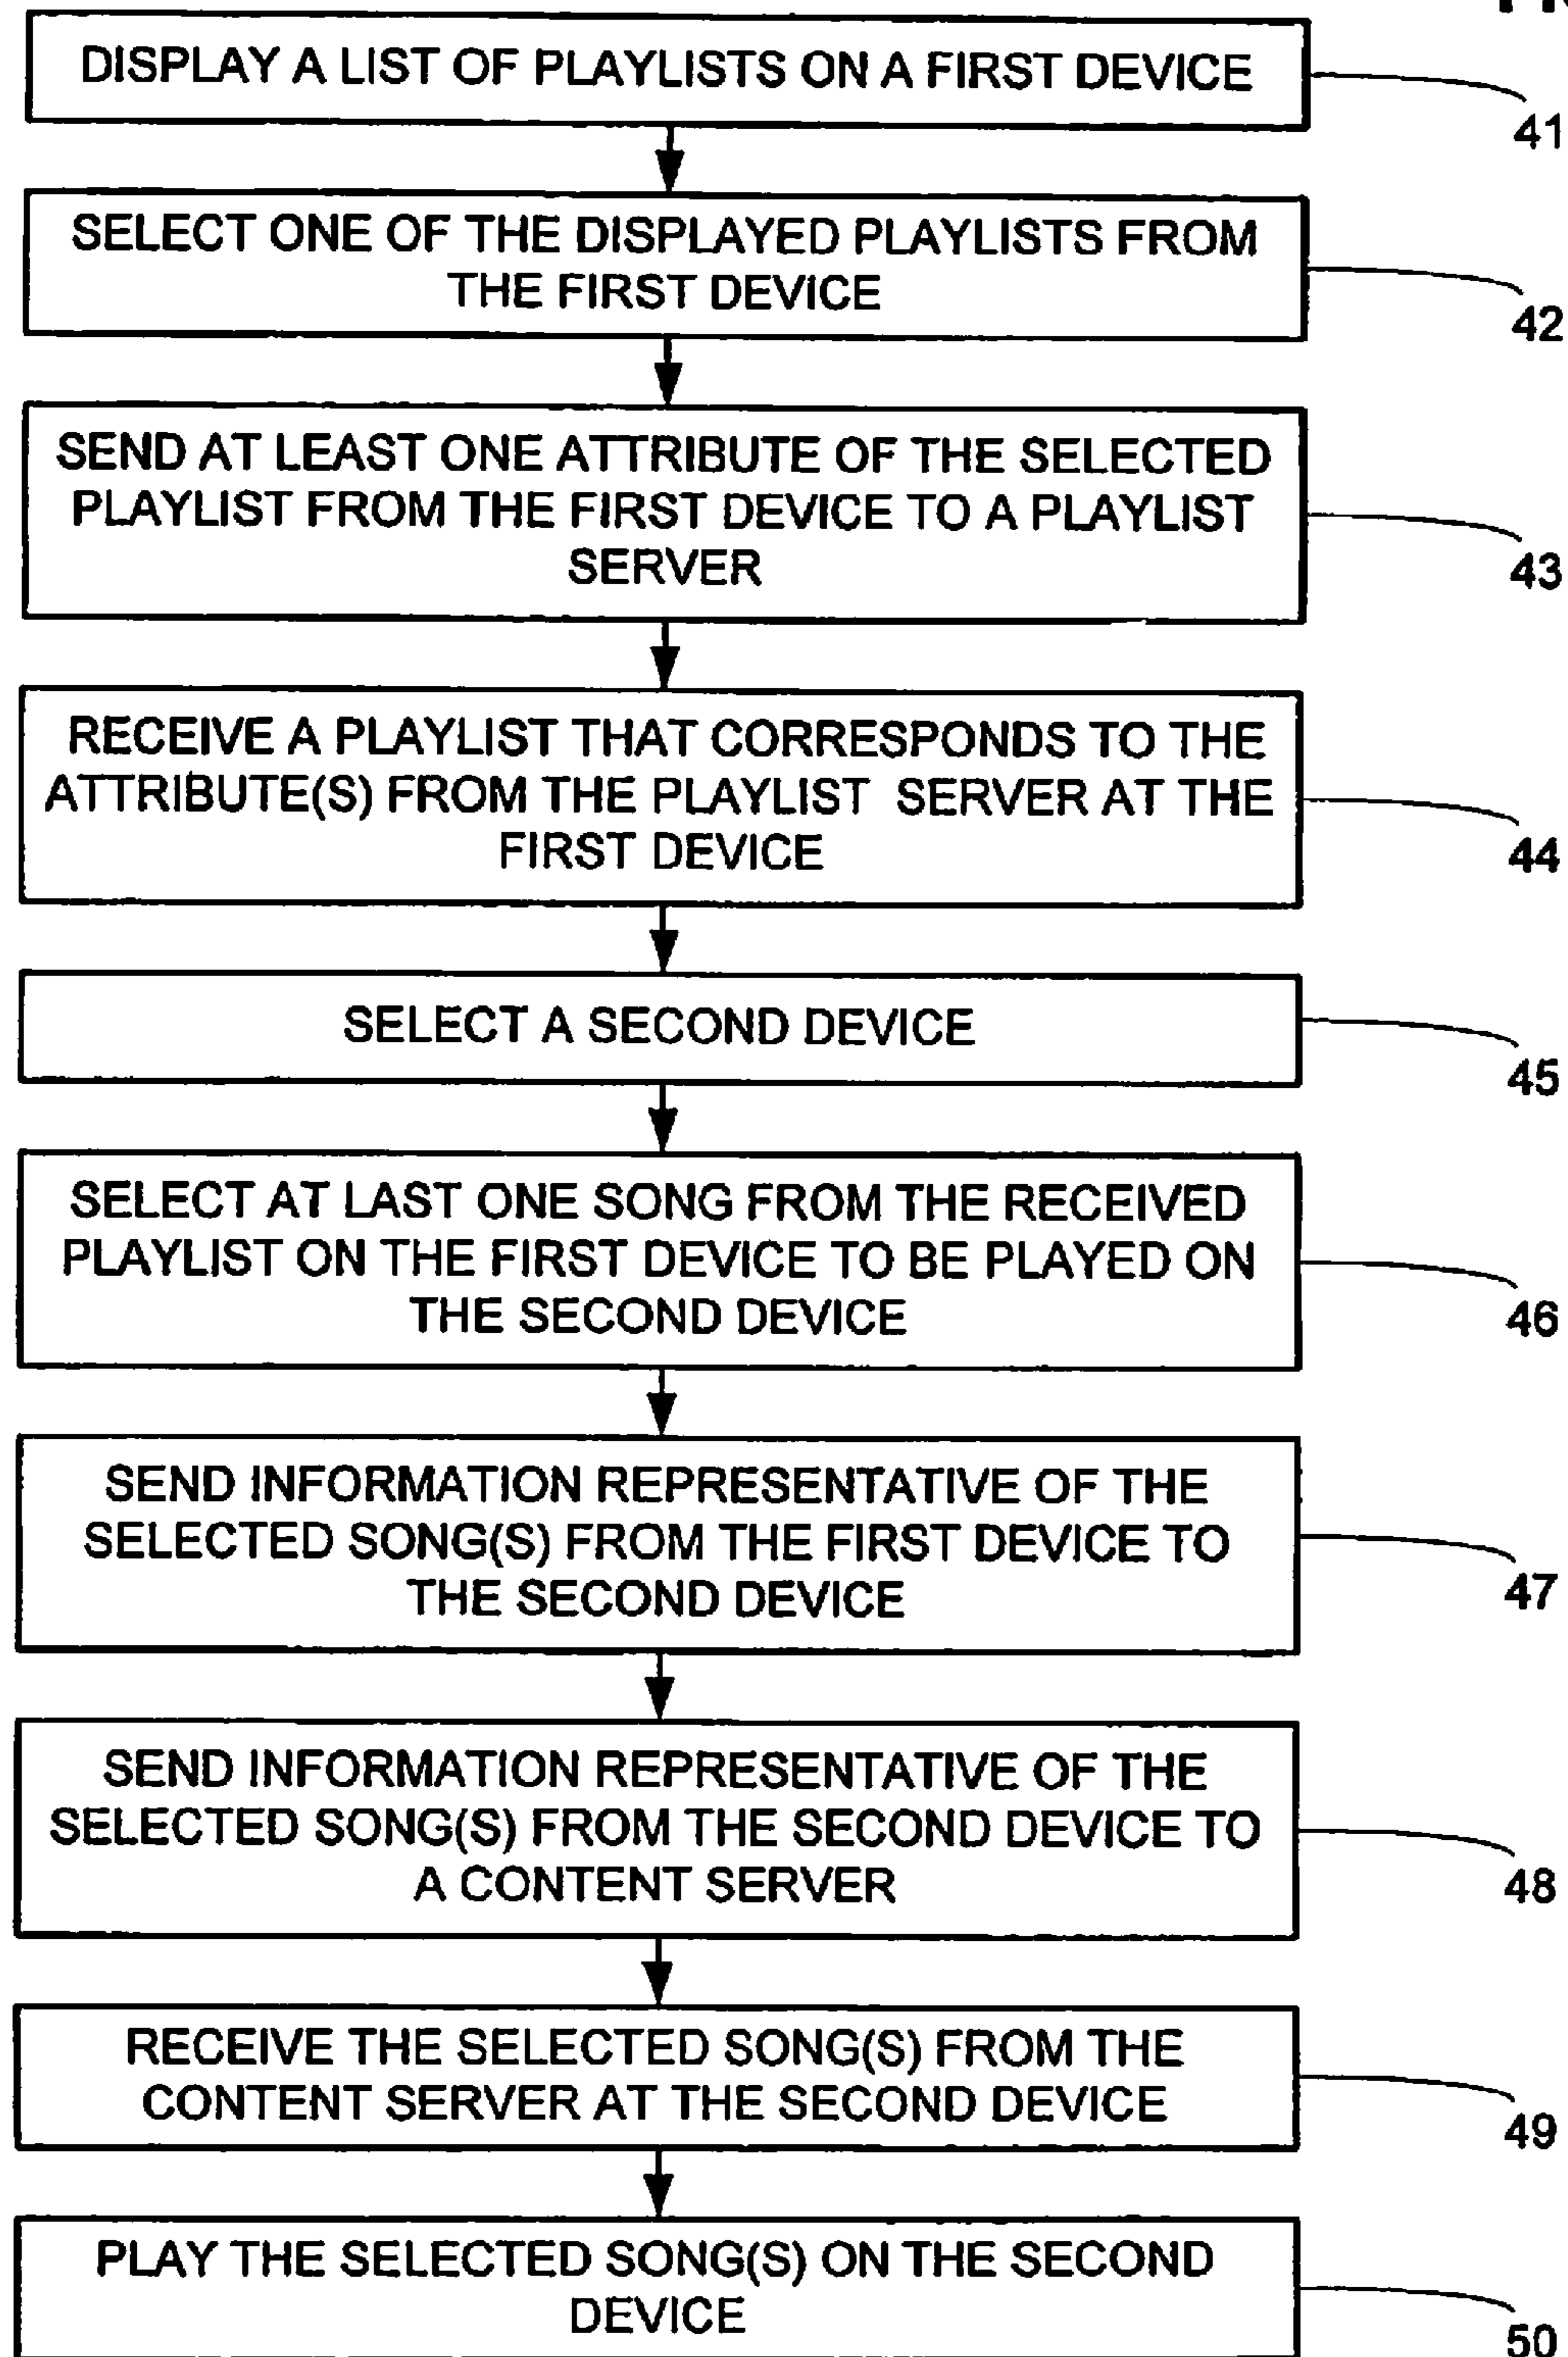 DISPLAY A LIST OF PLAYLISTS ON A FIRST DEVICE
41
SELECT ONE OF THE DISPLAYED PLAYLISTS FROM
THE FIRST DEVICE
42
SEND AT LEAST ONE ATTRIBUTE OF THE SELECTED
PLAYLIST FROM THE FIRST DEVICE TO A PLAYLIST
SERVER
43
RECEIVE A PLAYLIST THAT CORRESPONDS TO THE
ATTRIBUTE(S) FROM THE PLAYLIST SERVER AT THE
FIRST DEVICE
44
SELECT A SECOND DEVICE
45
SELECT AT LAST ONE SONG FROM THE RECEIVED
PLAYLIST ON THE FIRST DEVICE TO BE PLAYED ON
THE SECOND DEVICE
46
SEND INFORMATION REPRESENTATIVE OF THE
SELECTED SONG(S) FROM THE FIRST DEVICE TO
THE SECOND DEVICE
47
SEND INFORMATION REPRESENTATIVE OF THE
SELECTED SONG(S) FROM THE SECOND DEVICE TO
A CONTENT SERVER
48
RECEIVE THE SELECTED SONG(S) FROM THE
CONTENT SERVER AT THE SECOND DEVICE
49
PLAY THE SELECTED SONG(S) ON THE SECOND
DEVICE
50